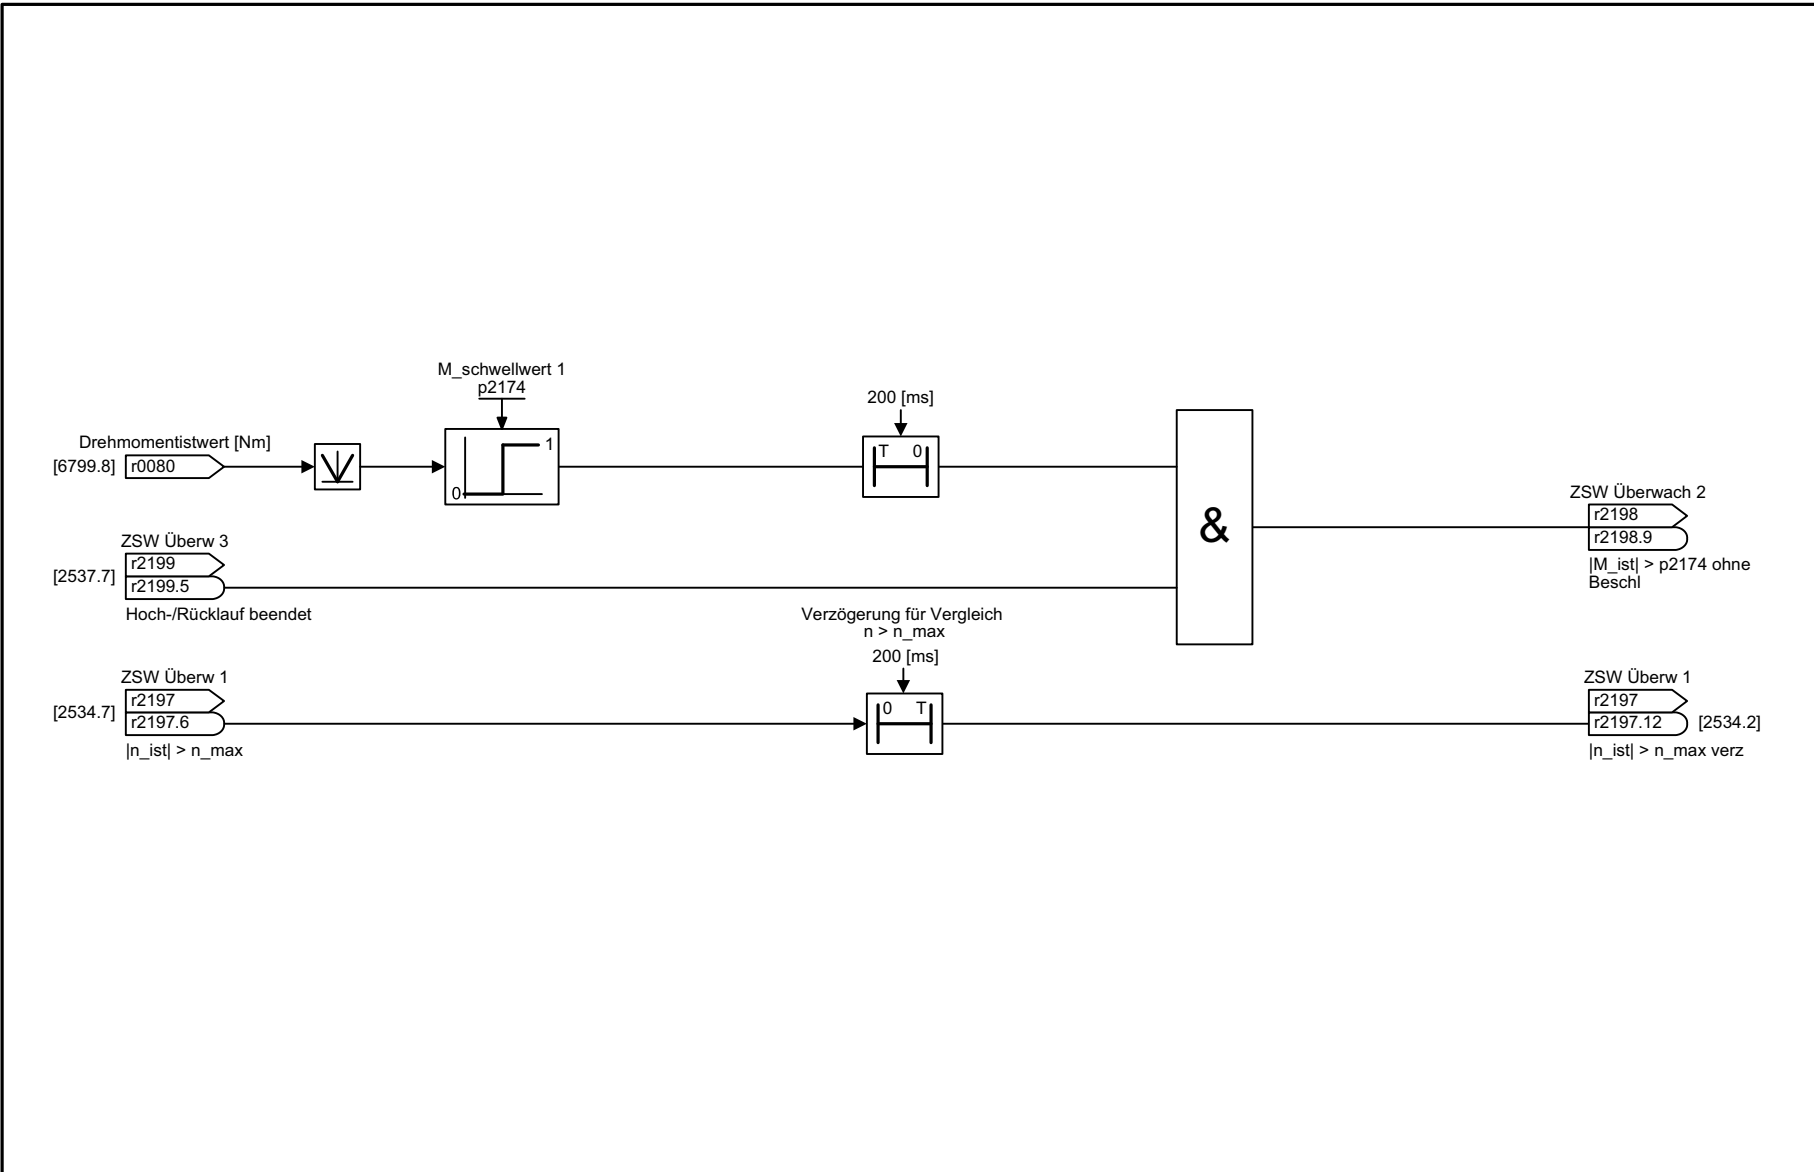 M_schwellwert 1
p2174
200 [ms]
Drehmomentistwert [Nm]
[6799.8] r0080
1
0
T 0
&
ZSW Überwach 2
r2198
r2198.9
|M_ist| > p2174 ohne
Beschl
ZSW Überw 3
r2199
[2537.7]
r2199.5
Hoch-/Rücklauf beendet
Verzögerung für Vergleich
n > n_max
200 [ms]
ZSW Überw 1
r2197
[2534.7]
r2197.6
|n_ist| > n_max
0 T
ZSW Überw 1
r2197
r2197.12 [2534.2]
|n_ist| > n_max verz